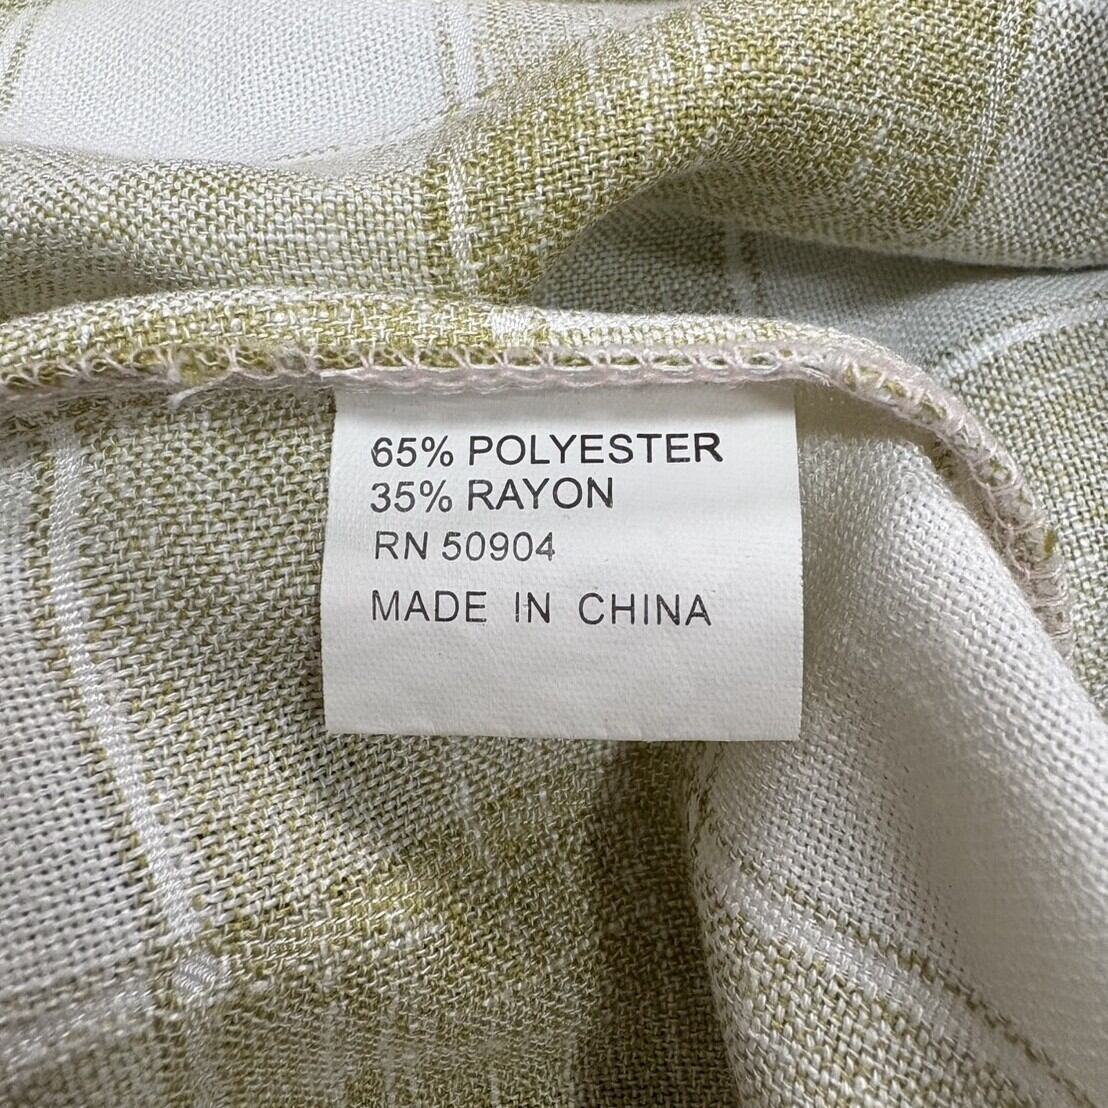 65% POLYESTER
35% RAYON
RN 50904
MADE IN CHINA